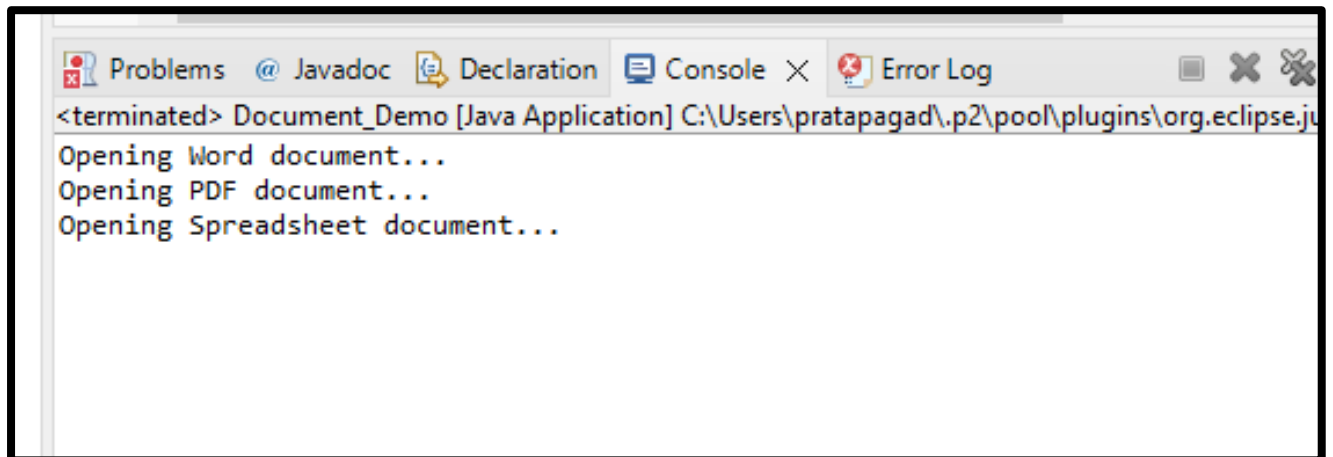 Problems @ Javadoc Declaration Console Error Log
<terminated> Document_Demo [Java Application] C:\Users\pratapagad\.p2\pool\plugins\org.eclipse.ju
Opening Word document...
Opening PDF document...
Opening Spreadsheet document...